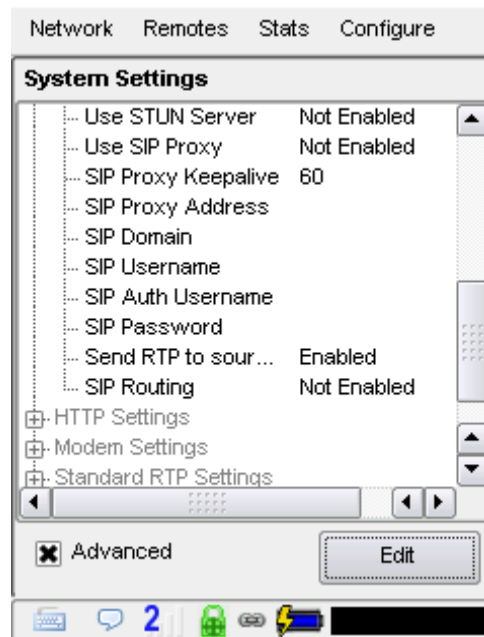 Network Remotes Stats Configure
System Settings
Use STUN Server Not Enabled
Use SIP Proxy Not Enabled
SIP Proxy Keepalive 60
SIP Proxy Address
SIP Domain
SIP Username
SIP Auth Username
SIP Password
Send RTP to sour... Enabled
SIP Routing Not Enabled
HTTP Settings
Modem Settings
Standard RTP Settings
Advanced Edit
2